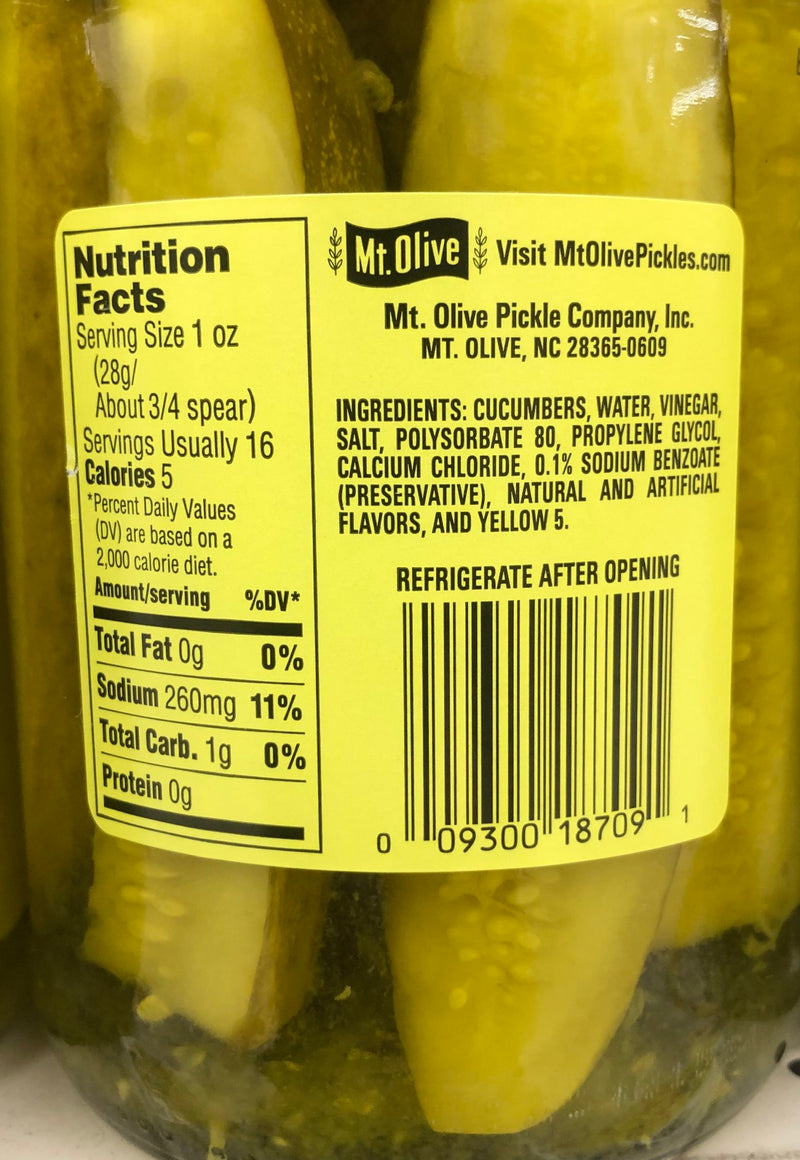 Nutrition
Facts
Serving Size 1 oz
(28g/
About 3/4 spear)
Servings Usually 16
Calories 5
*Percent Daily Values
(DV) are based on a
2,000 calorie diet.
Amount/serving %DV*
Total Fat 0g 0%
Sodium 260mg 11%
Total Carb. 1g 0%
Protein 0g
Mt. Olive Visit MtOlivePickles.com
Mt. Olive Pickle Company, Inc.
MT. OLIVE, NC 28365-0609
INGREDIENTS: CUCUMBERS, WATER, VINEGAR,
SALT, POLYSORBATE 80, PROPYLENE GLYCOL,
CALCIUM CHLORIDE, 0.1% SODIUM BENZOATE
(PRESERVATIVE), NATURAL AND ARTIFICIAL
FLAVORS, AND YELLOW 5.
REFRIGERATE AFTER OPENING
0 09300 18709 1